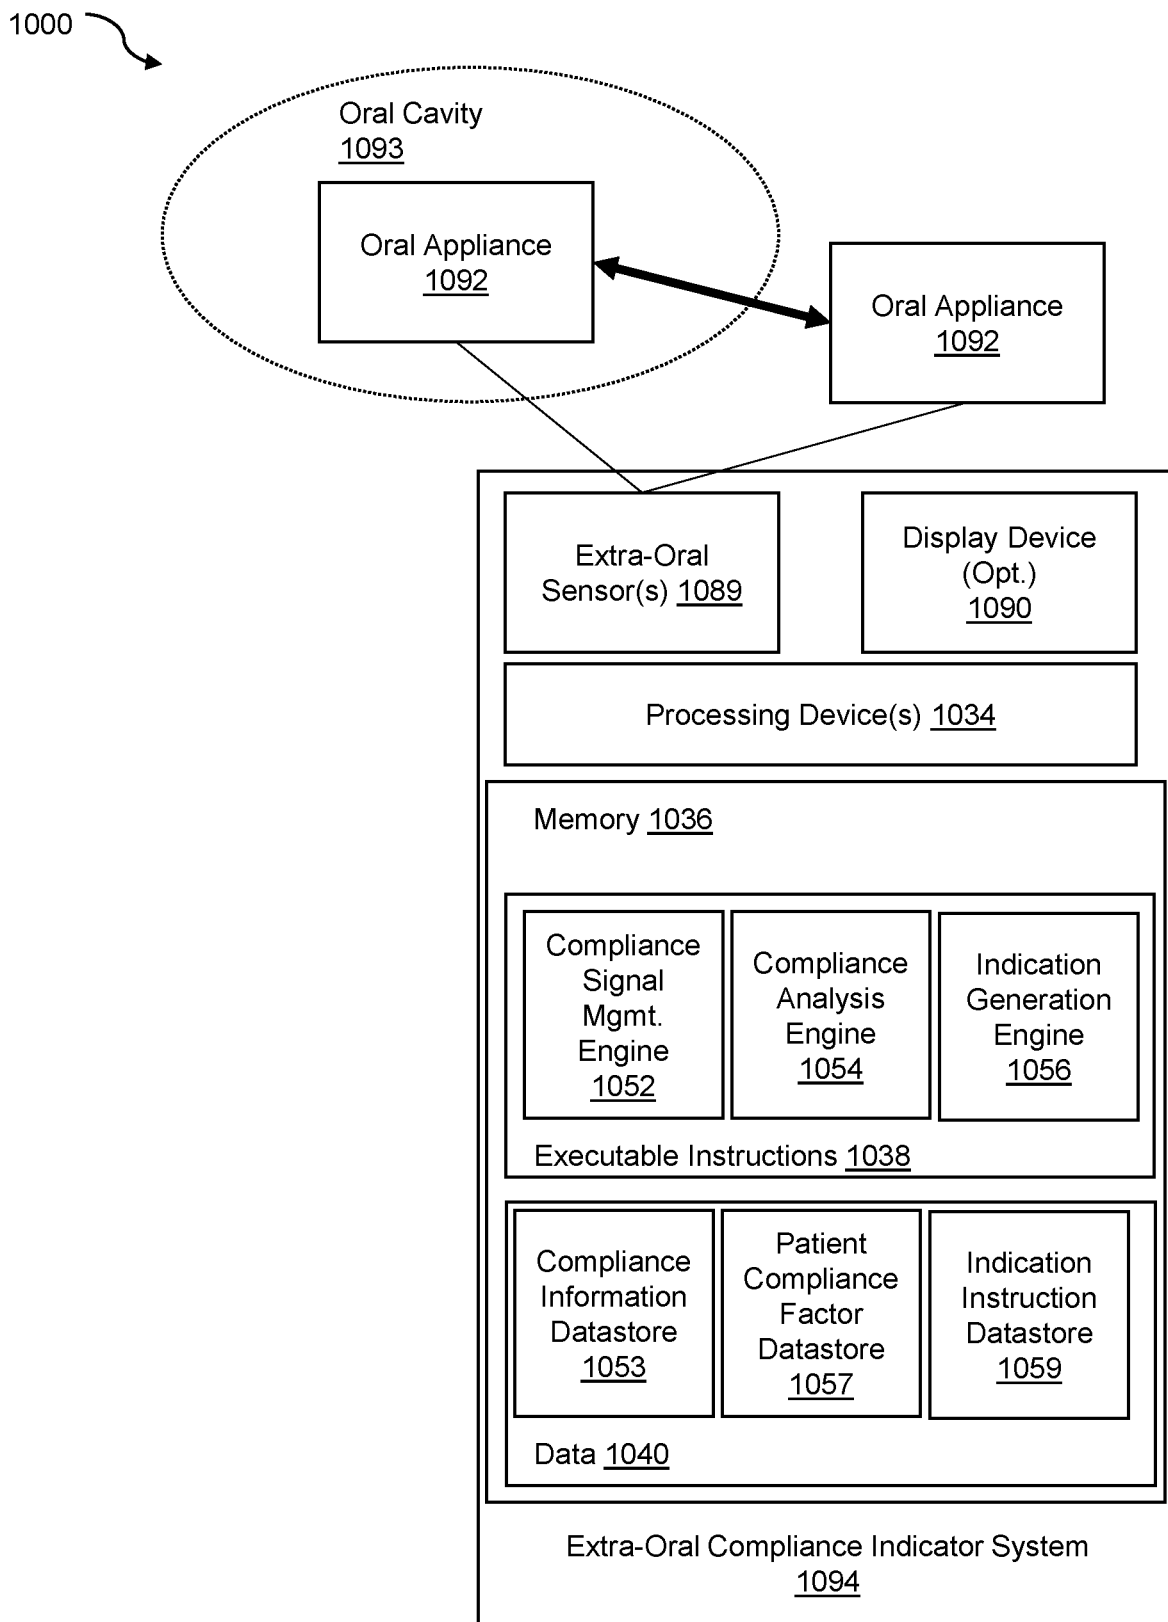 1000
Oral Cavity
1093
Oral Appliance
1092
Oral Appliance
1092
Extra-Oral
Sensor(s) 1089
Display Device
(Opt.)
1090
Processing Device(s) 1034
Memory 1036
Compliance
Signal
Mgmt.
Engine
1052
Compliance
Analysis
Engine
1054
Indication
Generation
Engine
1056
Executable Instructions 1038
Compliance
Information
Datastore
1053
Patient
Compliance
Factor
Datastore
1057
Indication
Instruction
Datastore
1059
Data 1040
Extra-Oral Compliance Indicator System
1094